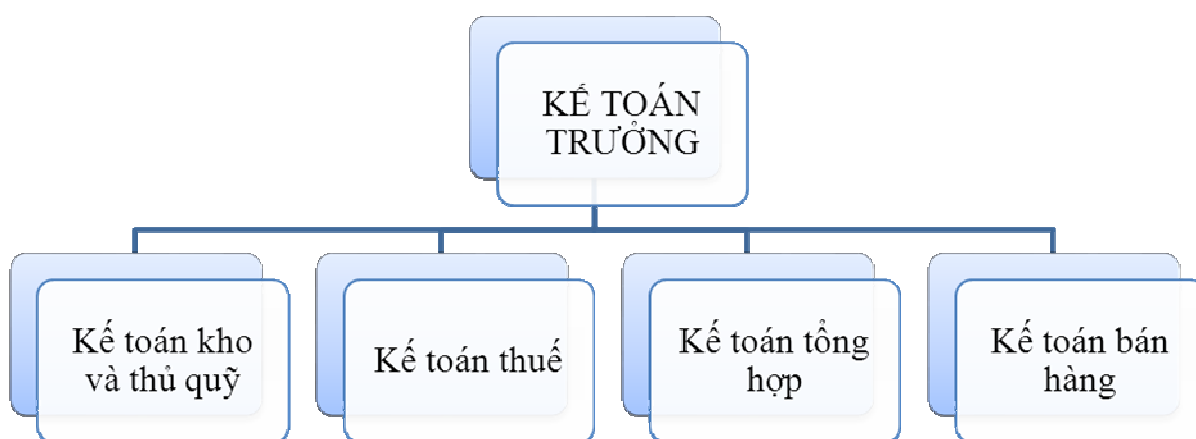 KẾ TOÁN
TRƯỞNG
Kế toán kho
và thủ quỹ
Kế toán thuế
Kế toán tổng
hợp
Kế toán bán
hàng